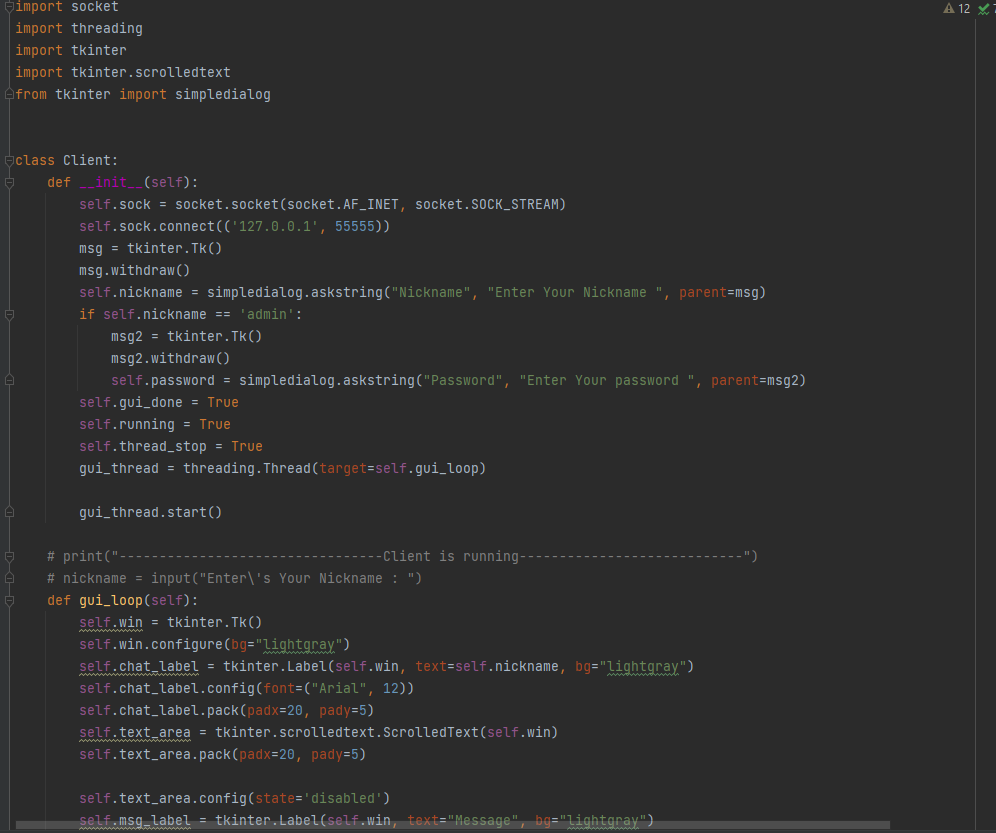 import socket
import threading
import tkinter
import tkinter.scrolledtext
from tkinter import simpledialog
class Client:
    def __init__(self):
        self.sock = socket.socket(socket.AF_INET, socket.SOCK_STREAM)
        self.sock.connect(('127.0.0.1', 55555))
        msg = tkinter.Tk()
        msg.withdraw()
        self.nickname = simpledialog.askstring("Nickname", "Enter Your Nickname ", parent=msg)
        if self.nickname == 'admin':
            msg2 = tkinter.Tk()
            msg2.withdraw()
            self.password = simpledialog.askstring("Password", "Enter Your password ", parent=msg2)
        self.gui_done = True
        self.running = True
        self.thread_stop = True
        gui_thread = threading.Thread(target=self.gui_loop)
        gui_thread.start()
    # print("---------------------------------Client is running----------------------------")
    # nickname = input("Enter\'s Your Nickname : ")
    def gui_loop(self):
        self.win = tkinter.Tk()
        self.win.configure(bg="lightgray")
        self.chat_label = tkinter.Label(self.win, text=self.nickname, bg="lightgray")
        self.chat_label.config(font=("Arial", 12))
        self.chat_label.pack(padx=20, pady=5)
        self.text_area = tkinter.scrolledtext.ScrolledText(self.win)
        self.text_area.pack(padx=20, pady=5)
        self.text_area.config(state='disabled')
        self.msg_label = tkinter.Label(self.win, text="Message", bg="lightgray")
12